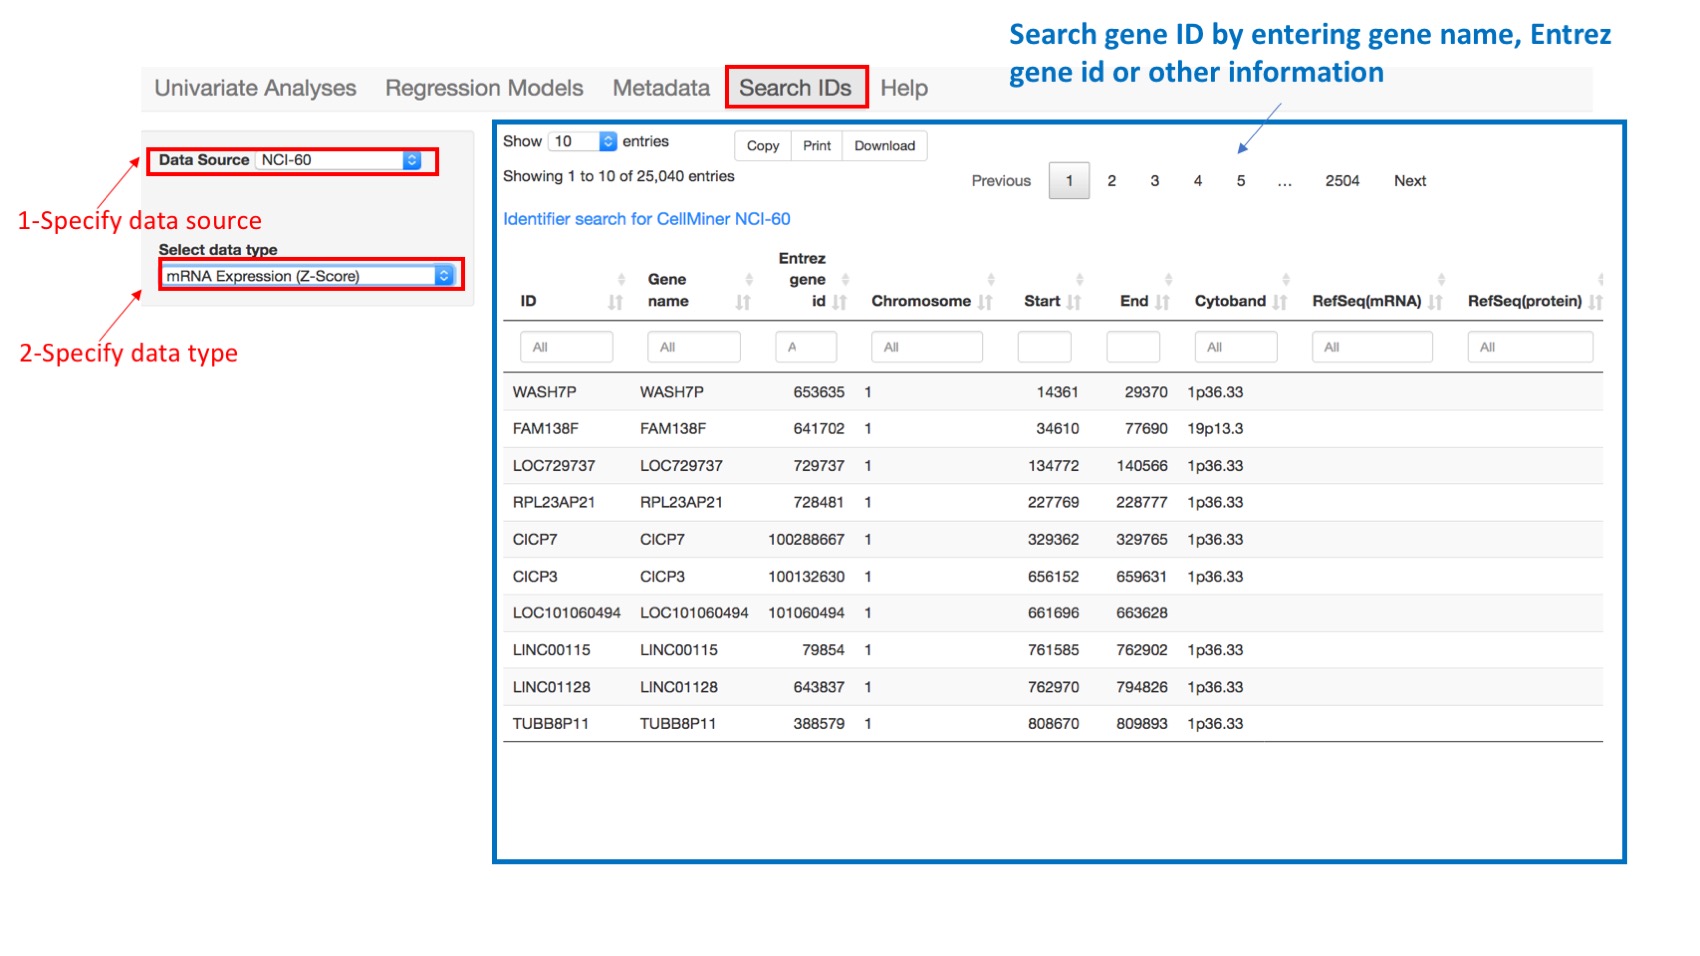 Search gene ID by entering gene name, Entrez
gene id or other information
Univariate Analyses Regression Models Metadata Search IDs Help
Data Source NCI-60
1-Specify data source
Select data type
mRNA Expression (Z-Score)
2-Specify data type
Show 10 entries Copy Print Download
Showing 1 to 10 of 25,040 entries
Previous 1 2 3 4 5 ... 2504 Next
Identifier search for CellMiner NCI-60
ID Gene name Entrez gene id Chromosome Start End Cytoband RefSeq(mRNA) RefSeq(protein)
All All A All All All All
WASH7P WASH7P 653635 1 14361 29370 1p36.33
FAM138F FAM138F 641702 1 34610 77690 19p13.3
LOC729737 LOC729737 729737 1 134772 140566 1p36.33
RPL23AP21 RPL23AP21 728481 1 227769 228777 1p36.33
CICP7 CICP7 100288667 1 329362 329765 1p36.33
CICP3 CICP3 100132630 1 656152 659631 1p36.33
LOC101060494 LOC101060494 101060494 1 661696 663628
LINC00115 LINC00115 79854 1 761585 762902 1p36.33
LINC01128 LINC01128 643837 1 762970 794826 1p36.33
TUBB8P11 TUBB8P11 388579 1 808670 809893 1p36.33